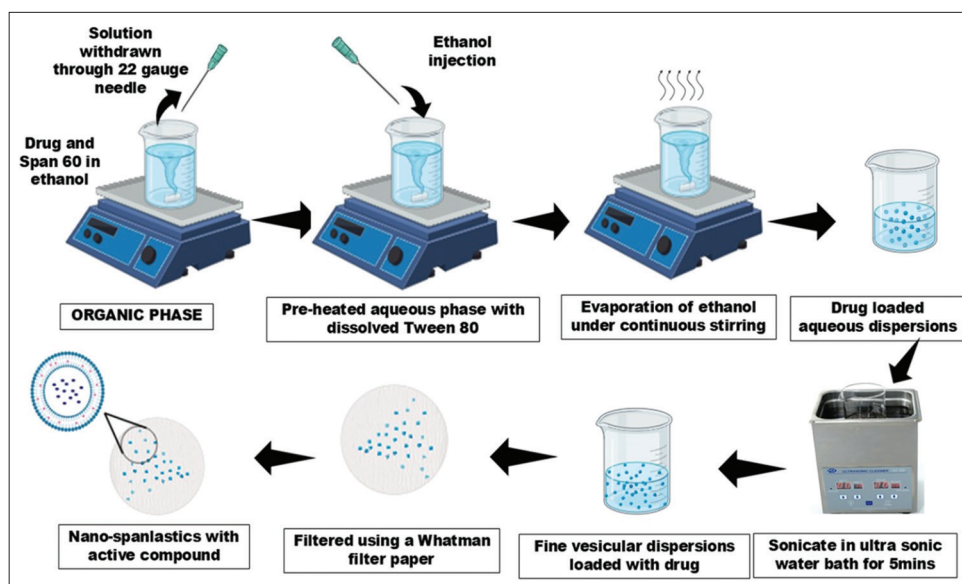 Solution
withdrawn
through 22 gauge
needle
Drug and
Span 60 in
ethanol
ORGANIC PHASE
Ethanol
injection
Pre-heated aqueous phase with
dissolved Tween 80
Evaporation of ethanol
under continuous stirring
Drug loaded
aqueous dispersions
Nano-spanlastics with
active compound
Filtered using a Whatman
filter paper
Fine vesicular dispersions
loaded with drug
ULTRASONIC CLEANER
Sonicate in ultra sonic
water bath for 5mins